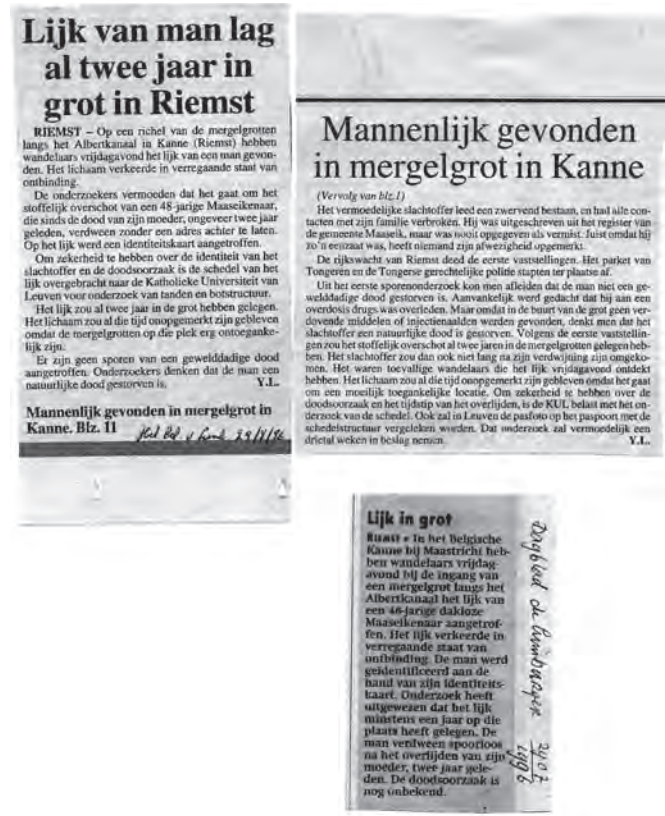 Lijk van man lag
al twee jaar in
grot in Riemst
RIEMST – Op een richel van de mergelgrotten
langs het Albertkanaal in Kanne (Riemst) hebben
wandelaars vrijdagavond het lijk van een man gevon-
den. Het lichaam verkeerde in verregaande staat van
ontbinding.
De onderzoekers vermoeden dat het gaat om het
stoffelijk overschot van een 48-jarige Maaseikenaar,
die sinds de dood van zijn moeder, ongeveer twee jaar
geleden, verdween zonder een adres achter te laten.
Op het lijk werd een identiteitskaart aangetroffen.
Om zekerheid te hebben over de identiteit van het
slachtoffer en de doodsoorzaak is de schedel van het
lijk overgebracht naar de Katholieke Universiteit van
Leuven voor onderzoek van tanden en botstructuur.
Het lijk zou al twee jaar in de grot hebben gelegen.
Het lichaam zou al die tijd onopgemerkt zijn gebleven
omdat de mergelgrotten op die plek erg ontoeganke-
lijk zijn.
Er zijn geen sporen van een gewelddadige dood
aangetroffen. Onderzoekers denken dat de man een
natuurlijke dood gestorven is. Y.L.
Mannenlijk gevonden in mergelgrot in
Kanne. Blz. 11
Mannenlijk gevonden
in mergelgrot in Kanne
(Vervolg van blz.1)
Het vermoedelijke slachtoffer leed een zwervend bestaan, en had alle con-
tacten met zijn familie verbroken. Hij was uitgeschreven uit het register van
de gemeente Maaseik, maar was nooit opgegeven als vermist. Juist omdat hij
zo'n eenzaat was, heeft niemand zijn afwezigheid opgemerkt.
De rijkswacht van Riemst deed de eerste vaststellingen. Het parket van
Tongeren en de Tongerse gerechtelijke politie stapten ter plaatse af.
Uit het eerste sporenonderzoek kon men afleiden dat de man niet een ge-
welddadige dood gestorven is. Aanvankelijk werd gedacht dat hij aan een
overdosis drugs was overleden. Maar omdat in de buurt van de grot geen ver-
dovende middelen of injectienaalden werden gevonden, denkt men dat het
slachtoffer een natuurlijke dood is gestorven. Volgens de eerste vaststellin-
gen zou het stoffelijk overschot al twee jaren in de mergelgrotten gelegen heb-
ben. Het slachtoffer zou dan ook niet lang na zijn verdwijning zijn omgeko-
men. Het waren toevallige wandelaars die het lijk vrijdagavond ontdekt
hebben. Het lichaam zou al die tijd onopgemerkt zijn gebleven omdat het gaat
om een moeilijk toegankelijke locatie. Om zekerheid te hebben over de
doodsoorzaak en het tijdstip van het overlijden, is de KUL belast met het on-
derzoek van de schedel. Ook zal in Leuven de pasfoto op het paspoort met de
schedelstructuur vergeleken worden. Dat onderzoek zal vermoedelijk een
drietal weken in beslag nemen. Y.L.
Lijk in grot
• In het Belgische
Kanne bij Maastricht heb-
ben wandelaars vrijdag-
avond bij de ingang van
een mergelgrot langs het
Albertkanaal het lijk van
een 46-jarige dakloze
Maaseikenaar aangetrof-
fen. Het lijk verkeerde in
verregaande staat van
ontbinding. De man werd
geïdentificeerd aan de
hand van zijn identiteits-
kaart. Onderzoek heeft
uitgewezen dat het lijk
minstens een jaar op die
plaats heeft gelegen. De
man verdween spoorloos
na het overlijden van zijn
moeder, twee jaar gele-
den. De doodsoorzaak is
nog onbekend.
Dagblad de Limburger